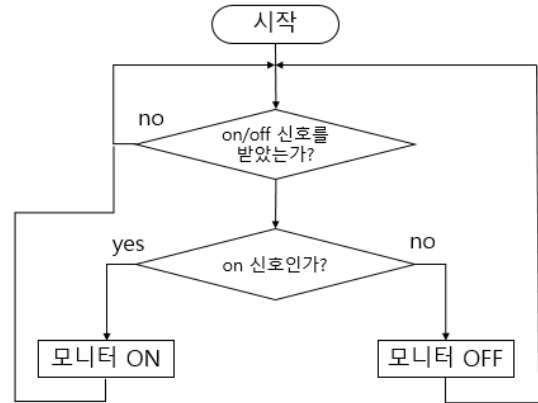 시작
no
on/off 신호를
받았는가?
yes
no
on 신호인가?
모니터 ON
모니터 OFF